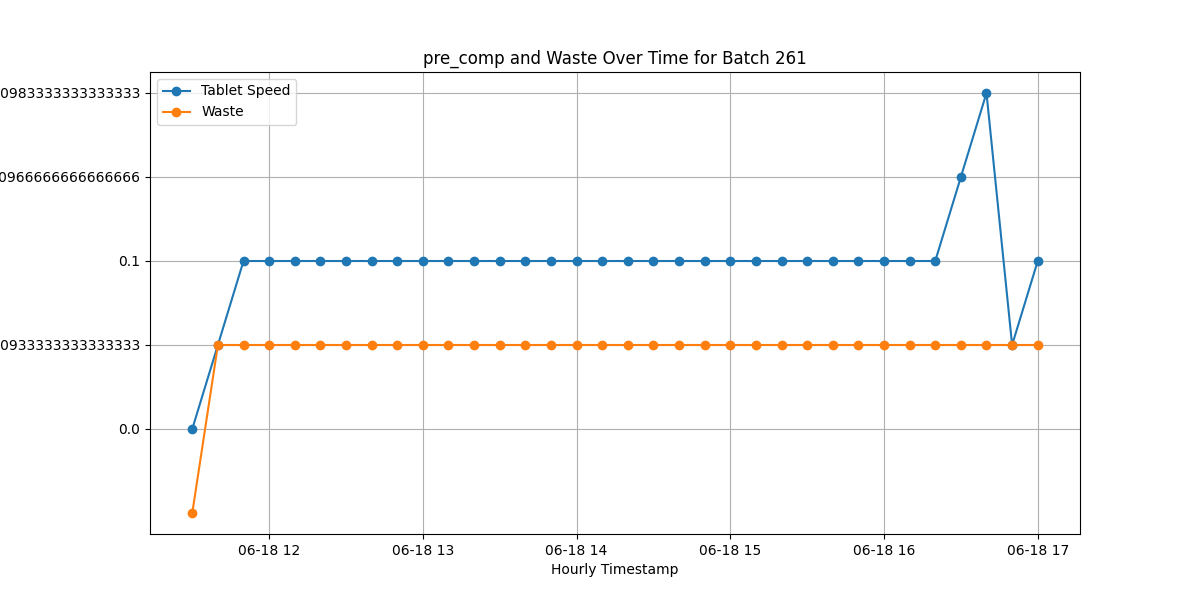 pre_comp and Waste Over Time for Batch 261
Tablet Speed
Waste
0983333333333333
0966666666666666
0.1
0933333333333333
0.0
06-18 12
06-18 13
06-18 14
06-18 15
06-18 16
06-18 17
Hourly Timestamp